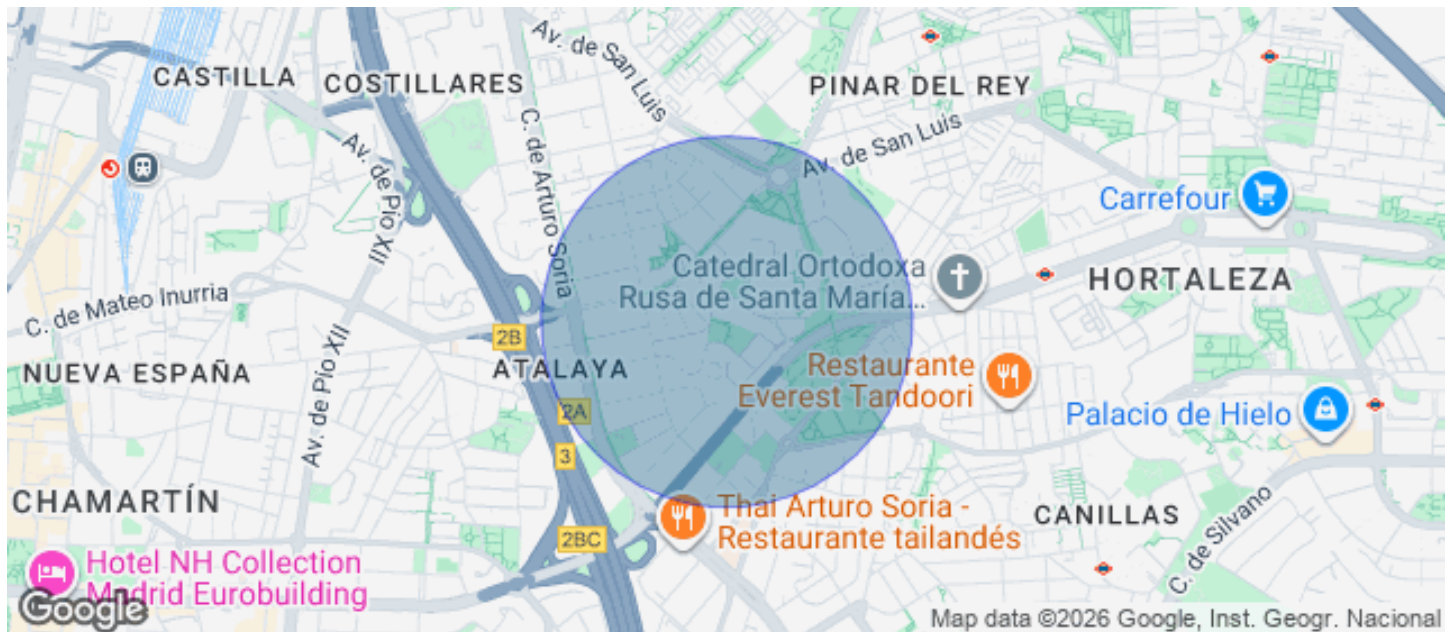 Av. de San Luis
CASTILLA
COSTILLARES
PINAR DEL REY
Av. de San Luis
C. de Arturo Soria
Av. de Pío XII
Carrefour
Catedral Ortodoxa
Rusa de Santa María...
HORTALEZA
C. de Mateo Inurria
2B
ATALAYA
NUEVA ESPAÑA
Av. de Pío XII
Restaurante
Everest Tandoori
2A
Palacio de Hielo
3
CHAMARTÍN
Thai Arturo Soria -
Restaurante tailandés
CANILLAS
C. de Silvano
2BC
Hotel NH Collection
Madrid Eurobuilding
Google
Map data ©2026 Google, Inst. Geogr. Nacional